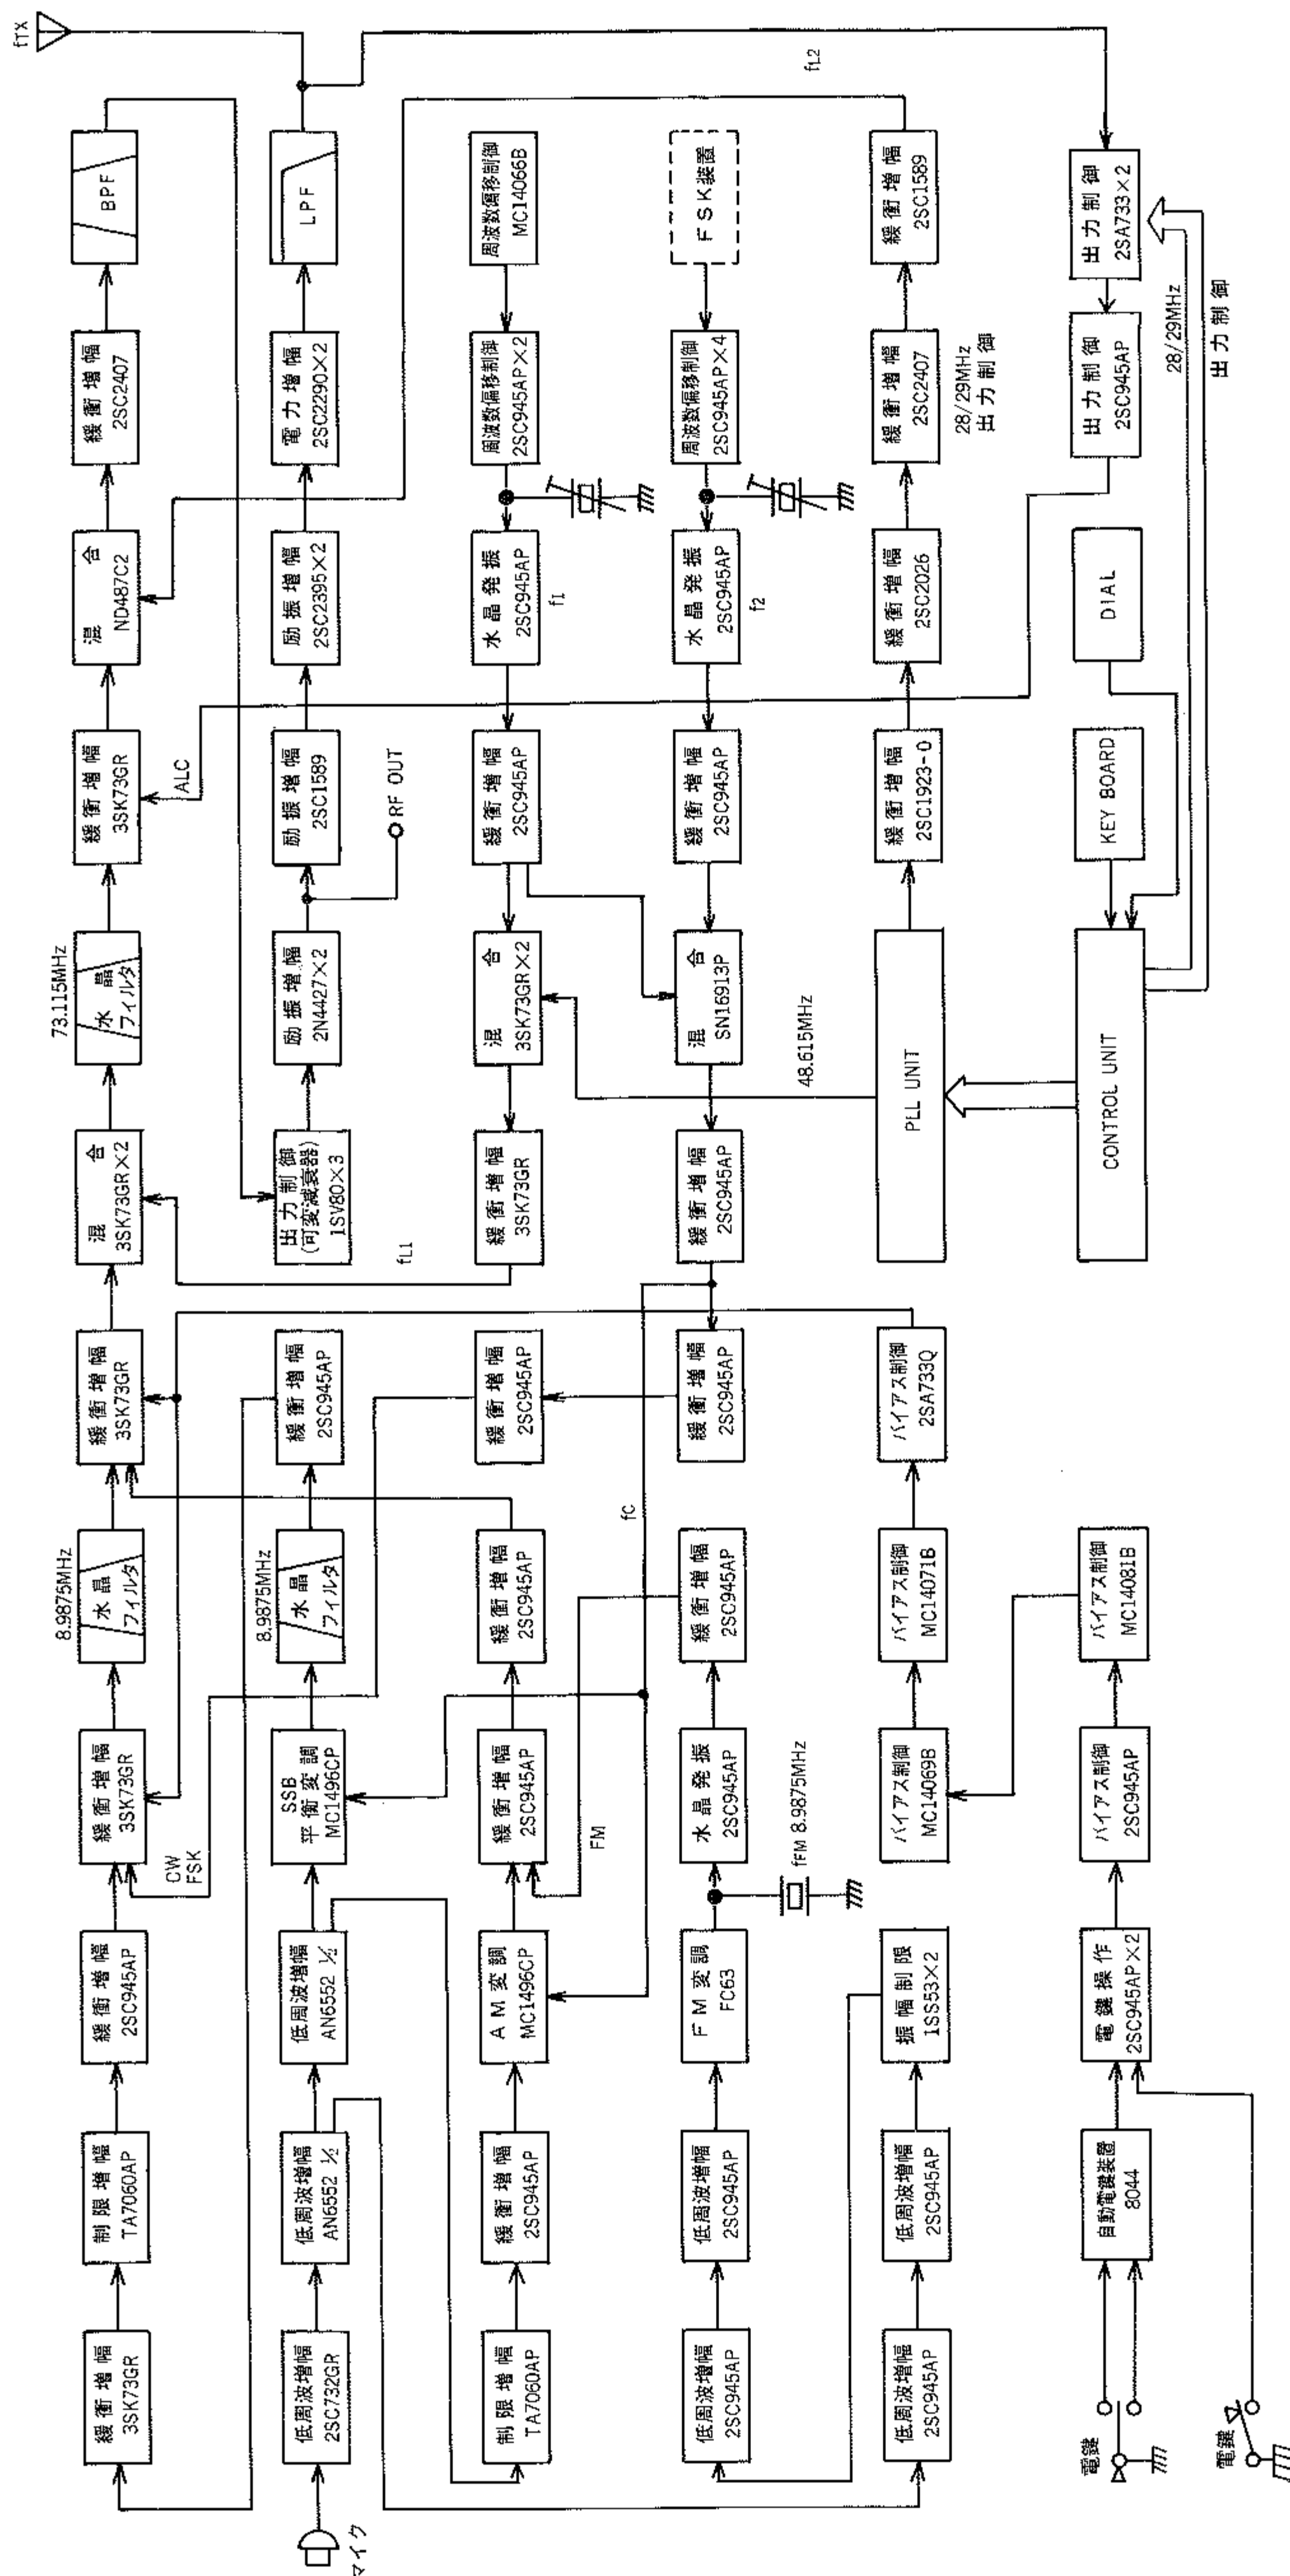 緩衝増幅
3SK73GR
制限増幅
TA7060AP
緩衝増幅
2SC945AP
CW
FSK
緩衝増幅
3SK73GR
8.9875MHz
水晶
フィルタ
緩衝増幅
3SK73GR
混合
3SK73GR×2
73.115MHz
水晶
フィルタ
緩衝増幅
3SK73GR
ALC
混合
ND487C2
緩衝増幅
2SC2407
BPF
fTX
マイク
低周波増幅
2SC732GR
低周波増幅
AN6552 ½
低周波増幅
AN6552 ½
SSB
平衡変調
MC1496CP
8.9875MHz
水晶
フィルタ
緩衝増幅
2SC945AP
出力制御
(可変減衰器)
1SV80×3
励振増幅
2N4427×2
RF OUT
励振増幅
2SC1589
励振増幅
2SC2395×2
電力増幅
2SC2290×2
LPF
制限増幅
TA7060AP
緩衝増幅
2SC945AP
AM変調
MC1496CP
緩衝増幅
2SC945AP
FM
緩衝増幅
2SC945AP
緩衝増幅
2SC945AP
fL1
緩衝増幅
3SK73GR
混合
3SK73GR×2
緩衝増幅
2SC945AP
水晶発振
2SC945AP
f1
周波数偏移制御
2SC945AP×2
周波数偏移制御
MC14066B
低周波増幅
2SC945AP
低周波増幅
2SC945AP
FM変調
FC63
fFM 8.9875MHz
水晶発振
2SC945AP
緩衝増幅
2SC945AP
fC
緩衝増幅
2SC945AP
緩衝増幅
2SC945AP
混合
SN16913P
緩衝増幅
2SC945AP
水晶発振
2SC945AP
f2
周波数偏移制御
2SC945AP×4
FSK装置
低周波増幅
2SC945AP
低周波増幅
2SC945AP
振幅制限
1SS53×2
バイアス制御
MC14069B
バイアス制御
MC14071B
バイアス制御
2SA733Q
48.615MHz
PLL UNIT
緩衝増幅
2SC1923-O
緩衝増幅
2SC2026
緩衝増幅
2SC2407
28/29MHz
出力制御
緩衝増幅
2SC1589
fL2
電鍵
電鍵
自動電鍵装置
8044
電鍵操作
2SC945AP×2
バイアス制御
2SC945AP
バイアス制御
MC14081B
CONTROL UNIT
KEY BOARD
DIAL
出力制御
2SC945AP
出力制御
2SA733×2
28/29MHz
出力制御